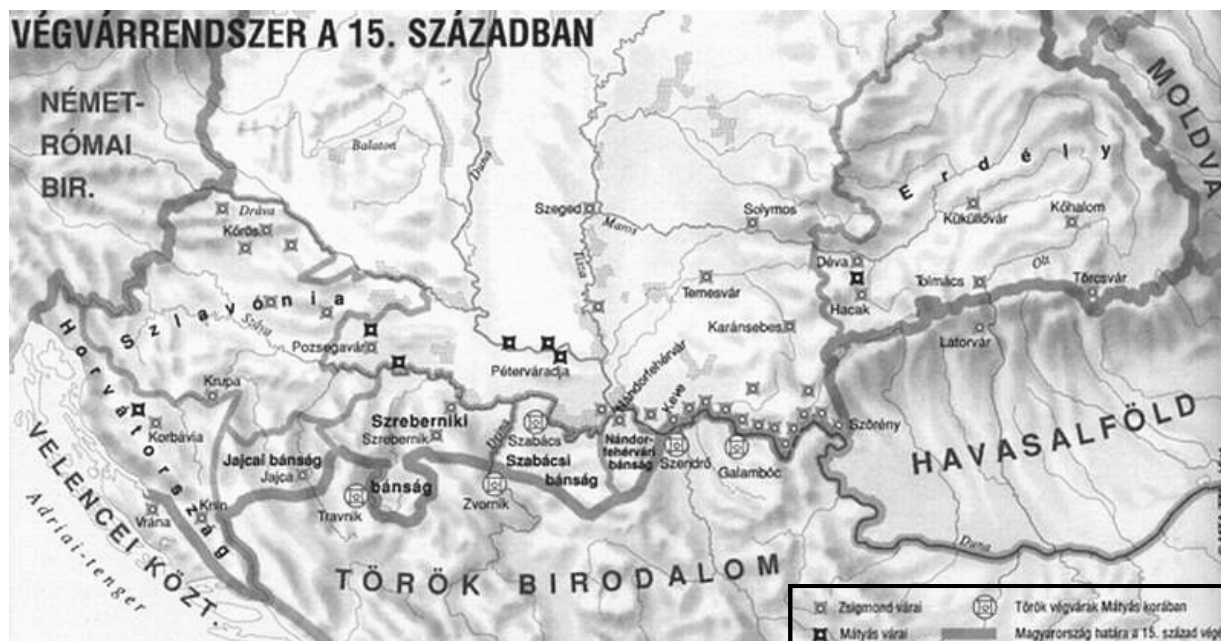 VÉGVÁRRENDSZER A 15. SZÁZADBAN
NÉMET-
RÓMAI
BIR.
MOLDVA
Balaton
Duna
Erdély
Dráva
Kőrös
Szeged
Maros
Tisza
Solymos
Küküllővár
Kőhalom
Déva
Hacak
Tolmács
Olt
Törcsvár
Temesvár
Karánsebes
Latorvár
Szlavónia
Száva
Pozsegavár
Péterváradja
Nándorfehérvár
Keve
Horvátország
Krupa
Korbávia
Szreberniki
Szrebernik
bánság
Drina
Szabács
Szabácsi
bánság
Nándor-
fehérvári
bánság
Szendrő
Galambóc
Szörény
HAVASALFÖLD
Jajcai bánság
Jajca
Travnik
Zvornik
Vrána
Knin
VELENCEI KÖZT.
Adriai-tenger
TÖRÖK BIRODALOM
Duna
Zsigmond várai
Török végvárak Mátyás korában
Mátyás várai
Magyarország határa a 15. század